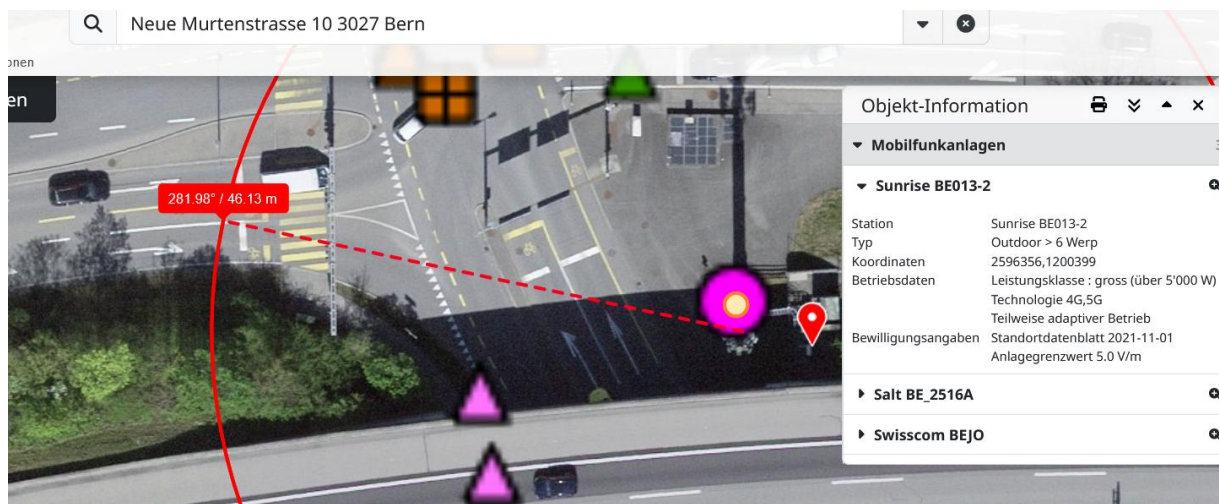 Neue Murtenstrasse 10 3027 Bern
onen
en
281.98° / 46.13 m
Objekt-Information
Mobilfunkanlagen
Sunrise BE013-2
Station Sunrise BE013-2
Typ Outdoor > 6 Werp
Koordinaten 2596356,1200399
Betriebsdaten Leistungsklasse : gross (über 5'000 W)
Technologie 4G,5G
Teilweise adaptiver Betrieb
Bewilligungsangaben Standortdatenblatt 2021-11-01
Anlagegrenzwert 5.0 V/m
Salt BE_2516A
Swisscom BEJO